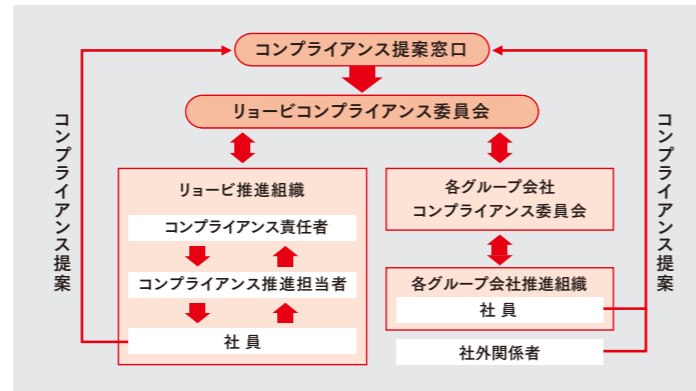 コンプライアンス提案窓口
リョービコンプライアンス委員会
コンプライアンス提案
リョービ推進組織
コンプライアンス責任者
コンプライアンス推進担当者
社員
各グループ会社
コンプライアンス委員会
各グループ会社推進組織
社員
社外関係者
コンプライアンス提案